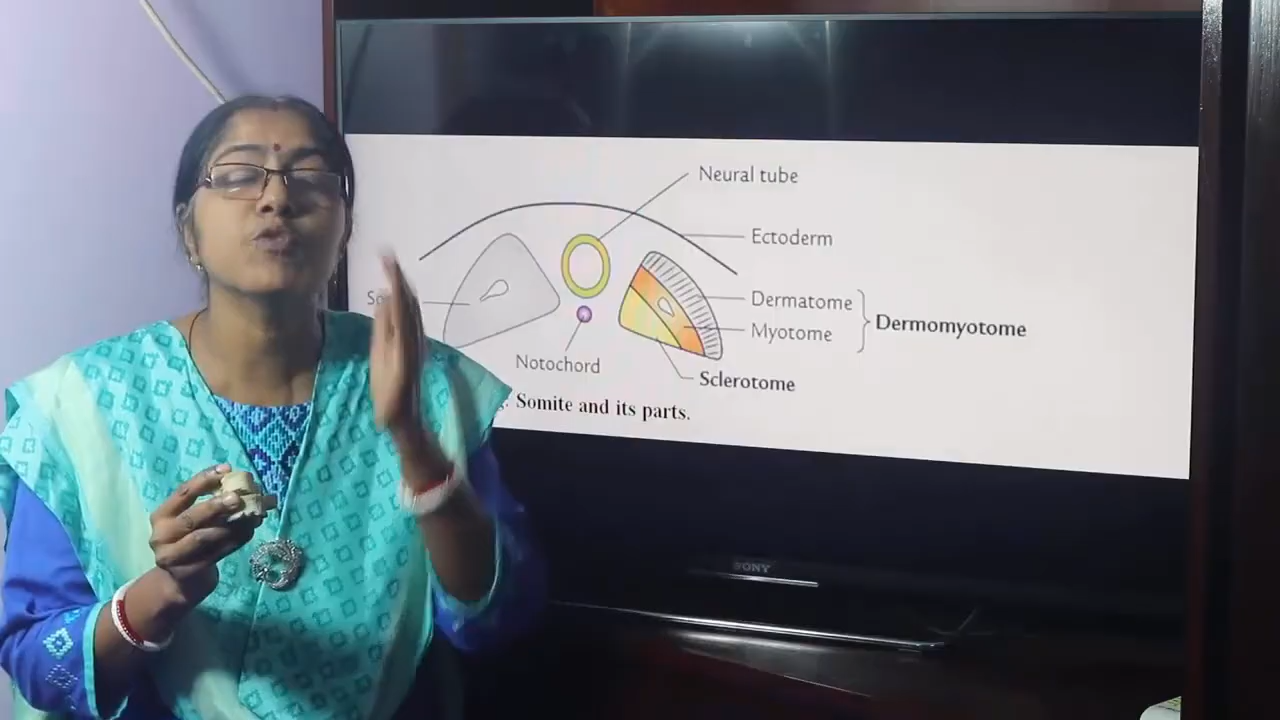 Neural tube
Ectoderm
Dermatome
Myotome
Dermomyotome
Notochord
Sclerotome
Somite and its parts.
SONY